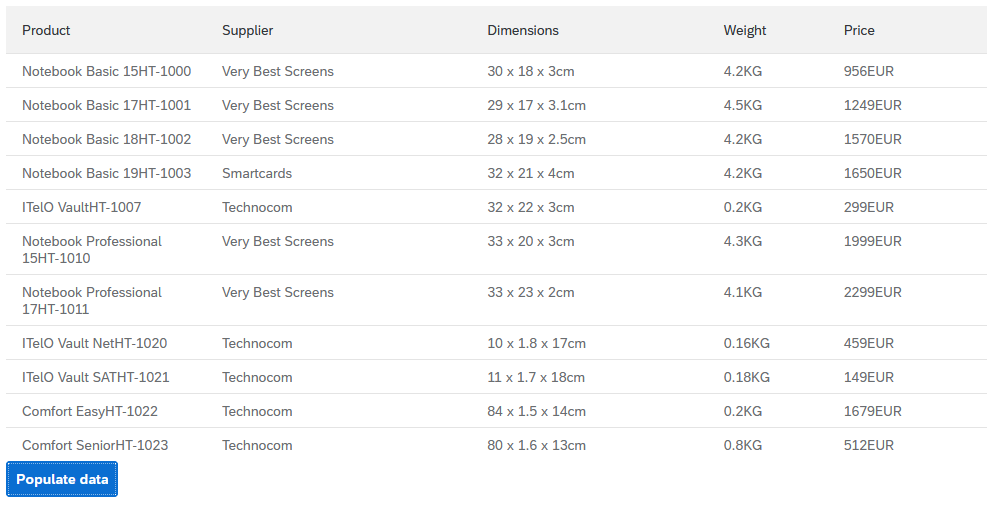 Product Supplier Dimensions Weight Price
Notebook Basic 15HT-1000 Very Best Screens 30 x 18 x 3cm 4.2KG 956EUR
Notebook Basic 17HT-1001 Very Best Screens 29 x 17 x 3.1cm 4.5KG 1249EUR
Notebook Basic 18HT-1002 Very Best Screens 28 x 19 x 2.5cm 4.2KG 1570EUR
Notebook Basic 19HT-1003 Smartcards 32 x 21 x 4cm 4.2KG 1650EUR
ITelO VaultHT-1007 Technocom 32 x 22 x 3cm 0.2KG 299EUR
Notebook Professional Very Best Screens 33 x 20 x 3cm 4.3KG 1999EUR
15HT-1010
Notebook Professional Very Best Screens 33 x 23 x 2cm 4.1KG 2299EUR
17HT-1011
ITelO Vault NetHT-1020 Technocom 10 x 1.8 x 17cm 0.16KG 459EUR
ITelO Vault SATHT-1021 Technocom 11 x 1.7 x 18cm 0.18KG 149EUR
Comfort EasyHT-1022 Technocom 84 x 1.5 x 14cm 0.2KG 1679EUR
Comfort SeniorHT-1023 Technocom 80 x 1.6 x 13cm 0.8KG 512EUR
Populate data